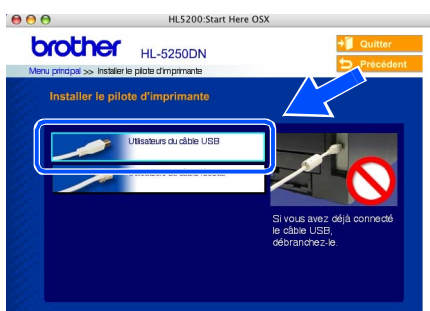 HL5200:Start Here OSX
brother
HL-5250DN
Quitter
Précédent
Menu principal >> Installer le pilote d'imprimante
Installer le pilote d'imprimante
Utilisateurs du câble USB
Si vous avez déjà connecté
le câble USB,
débranchez-le.